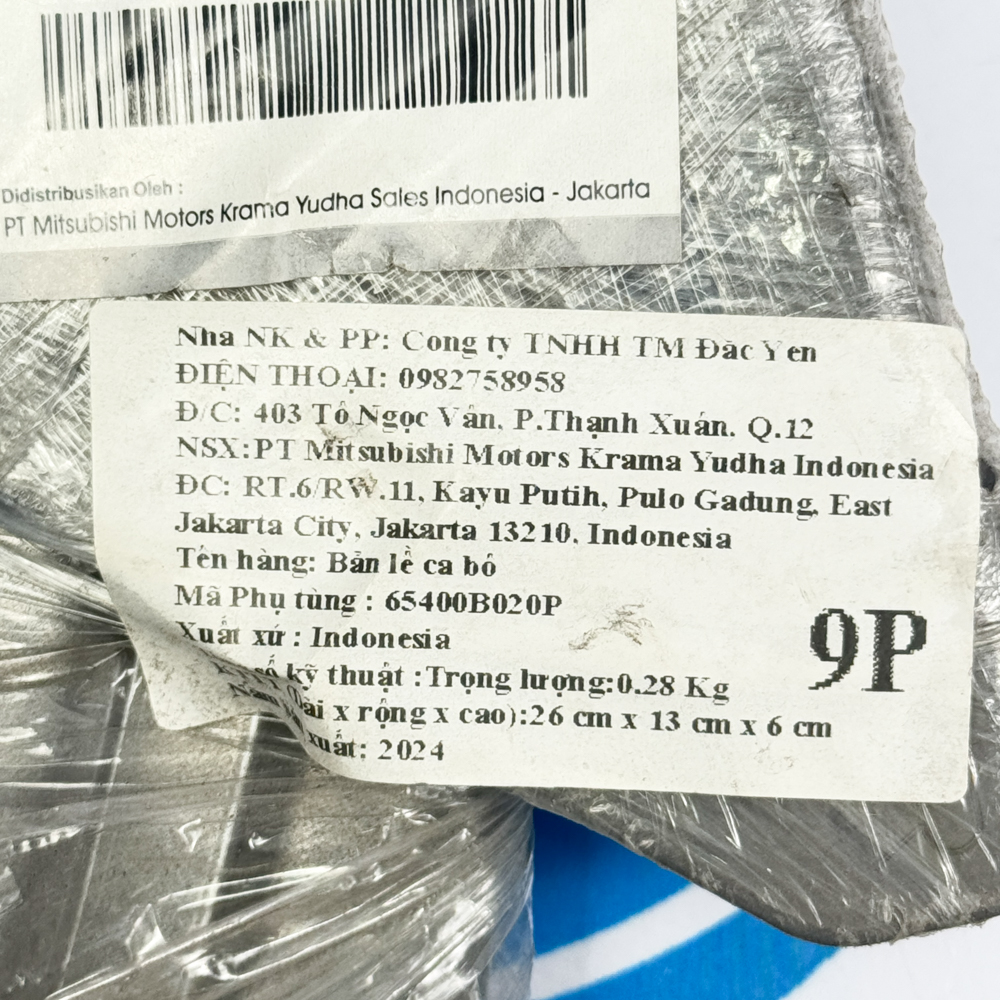 Didistribusikan Oleh :
PT Mitsubishi Motors Krama Yudha Sales Indonesia - Jakarta
Nha NK & PP: Cong ty TNHH TM Đăc Yen
ĐIỆN THOẠI: 0982758958
Đ/C: 403 Tô Ngọc Vân. P.Thạnh Xuân. Q.12
NSX:PT Mitsubishi Motors Krama Yudha Indonesia
ĐC: RT.6/RW.11, Kayu Putih, Pulo Gadung, East
Jakarta City, Jakarta 13210, Indonesia
Tên hàng: Bản lề ca bô
Mã Phụ tùng : 65400B020P
Xuất xứ : Indonesia
số kỹ thuật :Trọng lượng:0.28 Kg
9P
x rộng x cao):26 cm x 13 cm x 6 cm
xuất: 2024